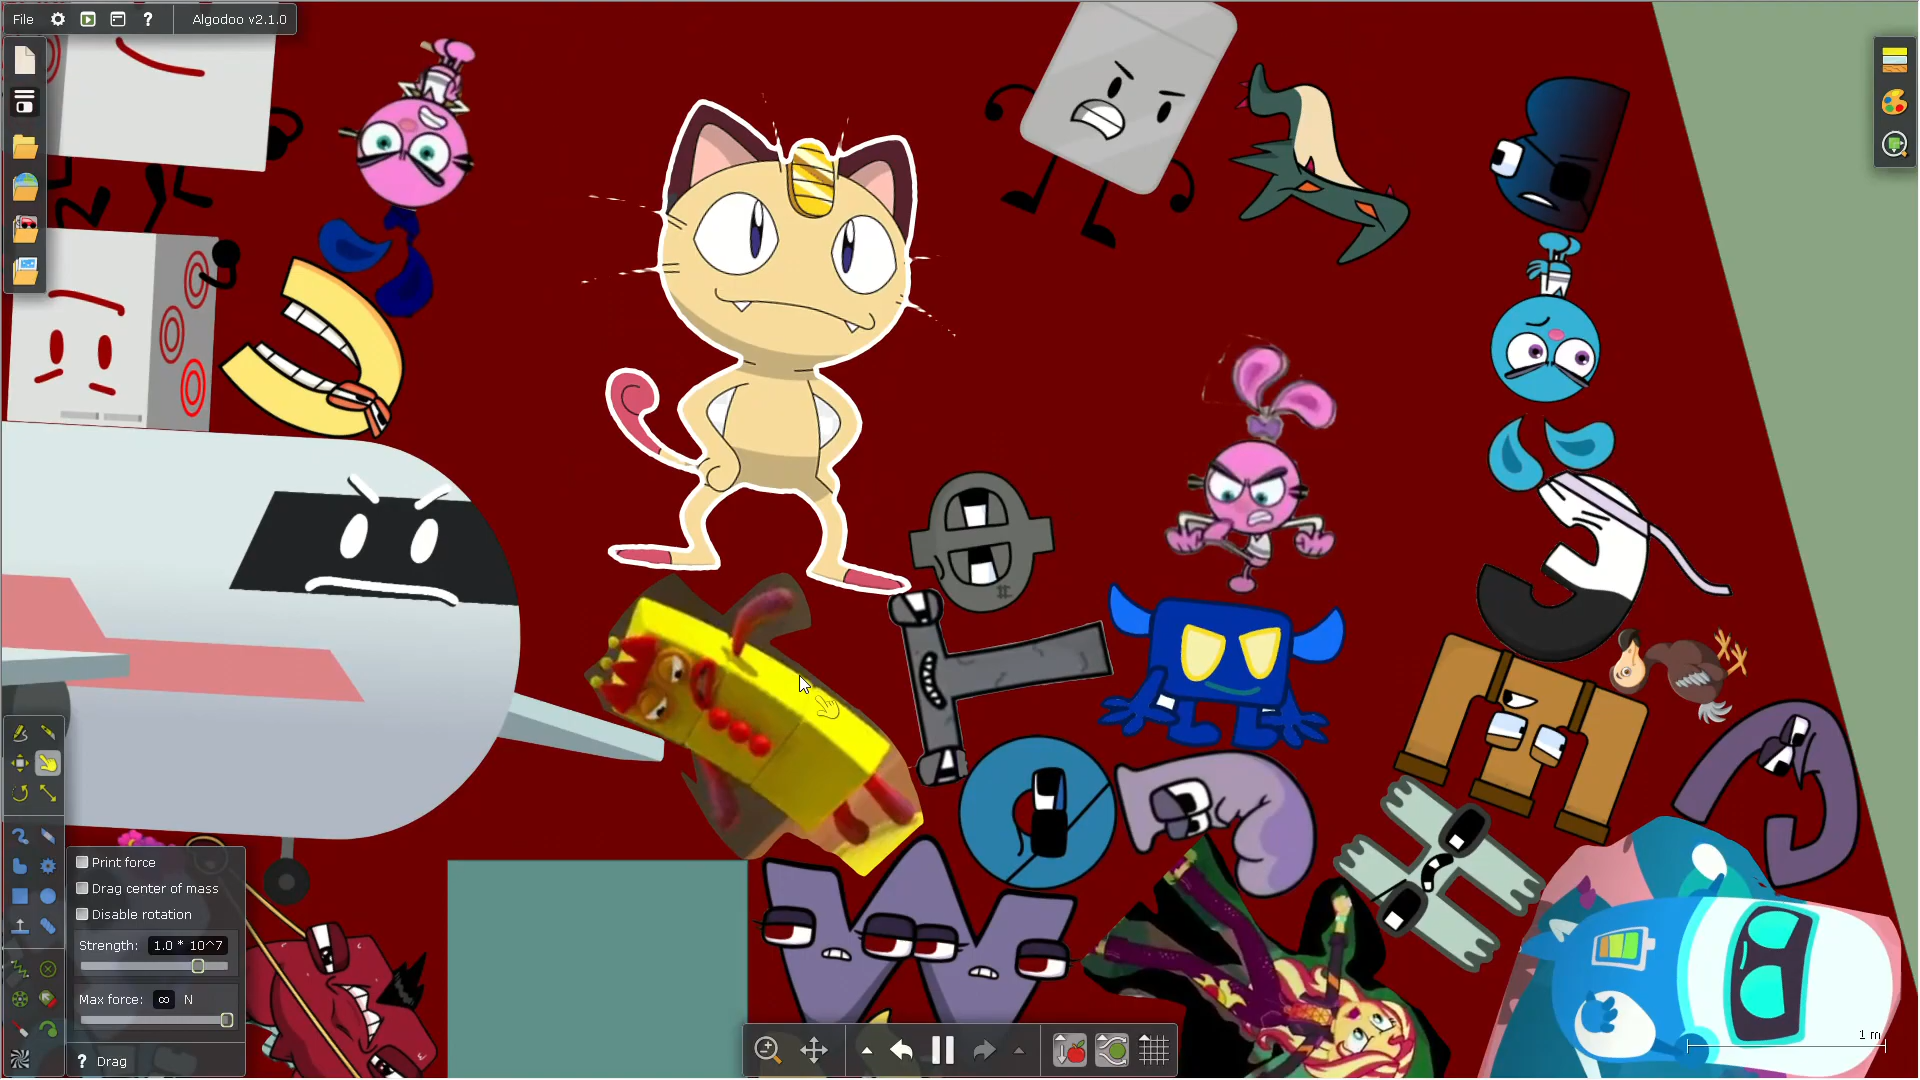 File ? Algodoo v2.1.0
Print force
Drag center of mass
Disable rotation
Strength: 1.0 * 10^7
Max force: ∞ N
? Drag
1 m